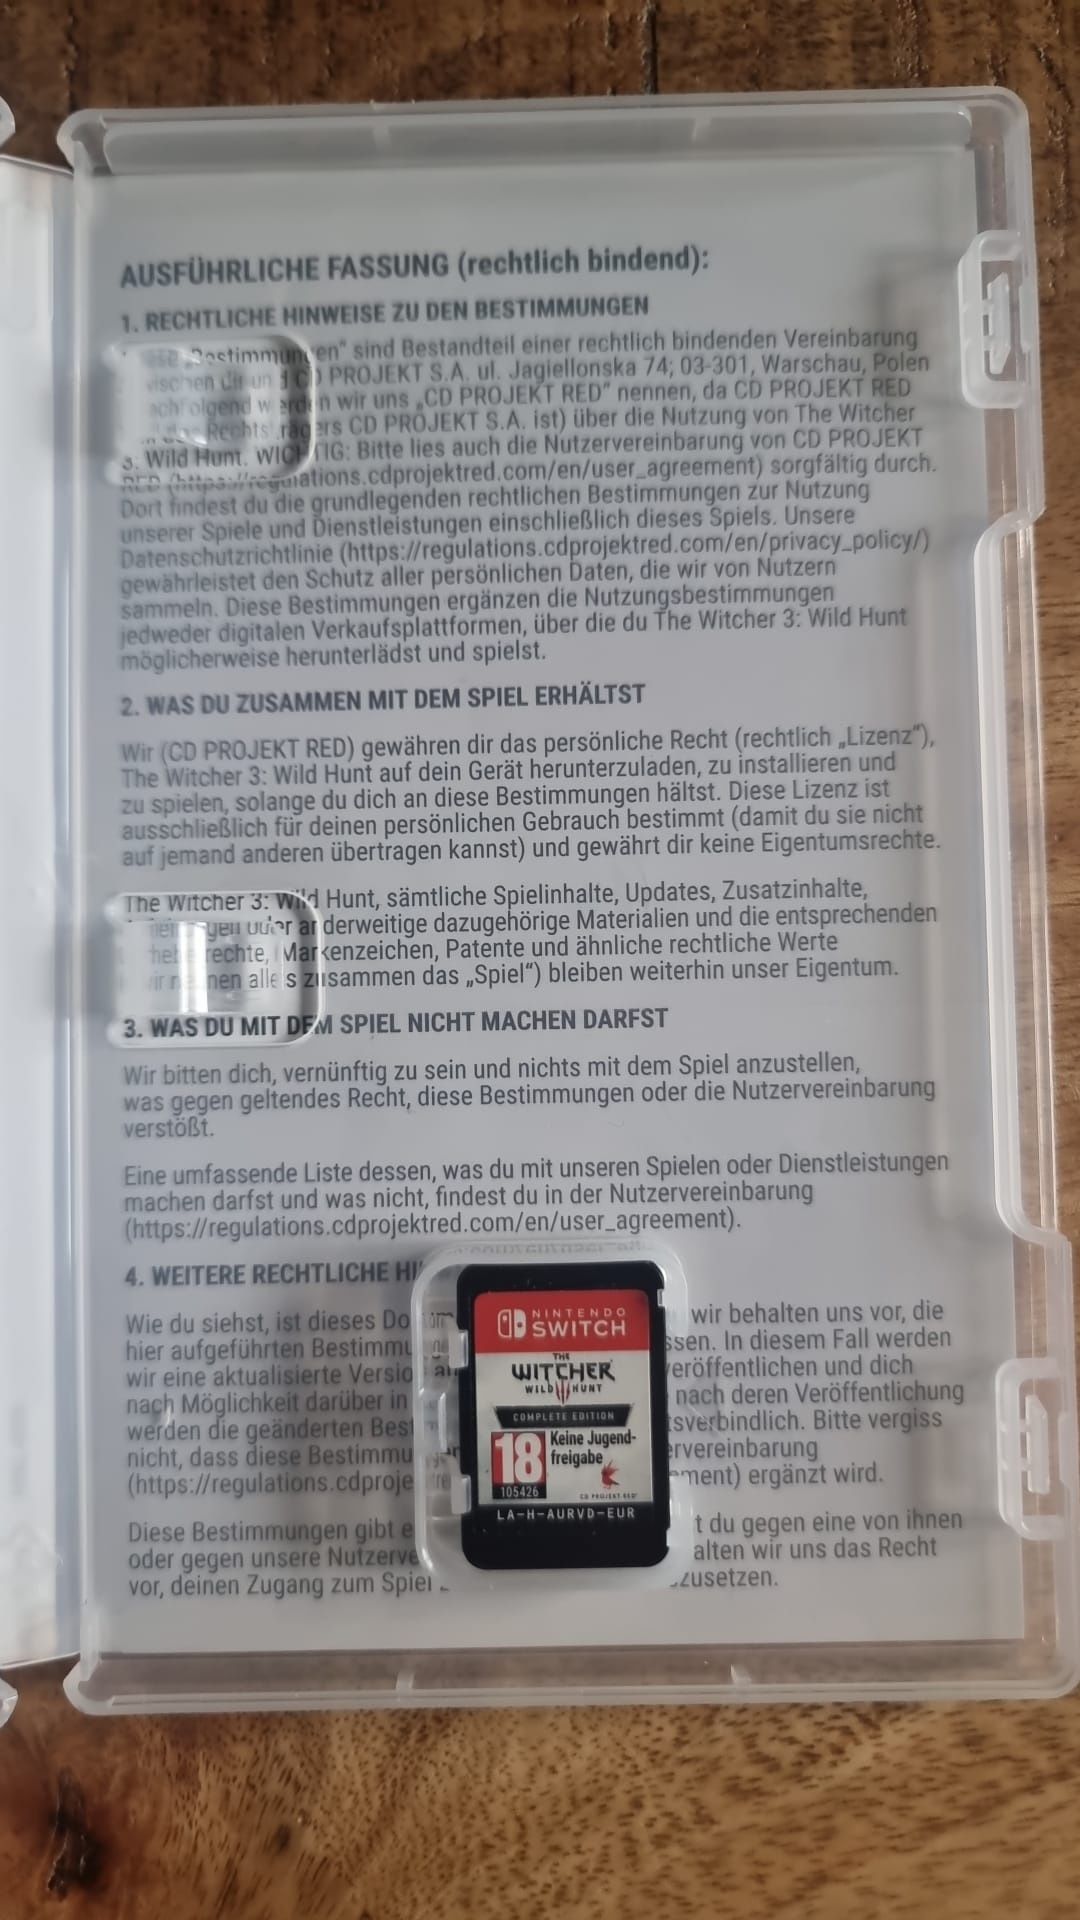 AUSFÜHRLICHE FASSUNG (rechtlich bindend):
1. RECHTLICHE HINWEISE ZU DEN BESTIMMUNGEN
„Bestimmungen“ sind Bestandteil einer rechtlich bindenden Vereinbarung
zwischen dir und CD PROJEKT S.A. ul. Jagiellonska 74; 03-301, Warschau, Polen
nachfolgend werden wir uns „CD PROJEKT RED“ nennen, da CD PROJEKT RED
Rechtsträgers CD PROJEKT S.A. ist) über die Nutzung von The Witcher
3: Wild Hunt. WICHTIG: Bitte lies auch die Nutzervereinbarung von CD PROJEKT
RED (https://regulations.cdprojektred.com/en/user_agreement) sorgfältig durch.
Dort findest du die grundlegenden rechtlichen Bestimmungen zur Nutzung
unserer Spiele und Dienstleistungen einschließlich dieses Spiels. Unsere
Datenschutzrichtlinie (https://regulations.cdprojektred.com/en/privacy_policy/)
gewährleistet den Schutz aller persönlichen Daten, die wir von Nutzern
sammeln. Diese Bestimmungen ergänzen die Nutzungsbestimmungen
jedweder digitalen Verkaufsplattformen, über die du The Witcher 3: Wild Hunt
möglicherweise herunterlädst und spielst.
2. WAS DU ZUSAMMEN MIT DEM SPIEL ERHÄLTST
Wir (CD PROJEKT RED) gewähren dir das persönliche Recht (rechtlich „Lizenz“),
The Witcher 3: Wild Hunt auf dein Gerät herunterzuladen, zu installieren und
zu spielen, solange du dich an diese Bestimmungen hältst. Diese Lizenz ist
ausschließlich für deinen persönlichen Gebrauch bestimmt (damit du sie nicht
auf jemand anderen übertragen kannst) und gewährt dir keine Eigentumsrechte.
The Witcher 3: Wild Hunt, sämtliche Spielinhalte, Updates, Zusatzinhalte,
oder anderweitige dazugehörige Materialien und die entsprechenden
Markenzeichen, Patente und ähnliche rechtliche Werte
alles zusammen das „Spiel“) bleiben weiterhin unser Eigentum.
3. WAS DU MIT DEM SPIEL NICHT MACHEN DARFST
Wir bitten dich, vernünftig zu sein und nichts mit dem Spiel anzustellen,
was gegen geltendes Recht, diese Bestimmungen oder die Nutzervereinbarung
verstößt.
Eine umfassende Liste dessen, was du mit unseren Spielen oder Dienstleistungen
machen darfst und was nicht, findest du in der Nutzervereinbarung
(https://regulations.cdprojektred.com/en/user_agreement).
4. WEITERE RECHTLICHE
Wie du siehst, ist dieses wir behalten uns vor, die
hier aufgeführten In diesem Fall werden
wir eine aktualisierte veröffentlichen und dich
nach Möglichkeit darüber in nach deren Veröffentlichung
werden die geänderten Bitte vergiss
nicht, dass diese
(https://regulations. ergänzt wird.
Diese Bestimmungen gibt du gegen eine von ihnen
oder gegen unsere wir uns das Recht
vor, deinen Zugang zum Spiel
NINTENDO
SWITCH
THE
WITCHER
WILD HUNT
COMPLETE EDITION
18 Keine Jugend-
freigabe
105426
CD PROJEKT RED
LA-H-AURVD-EUR